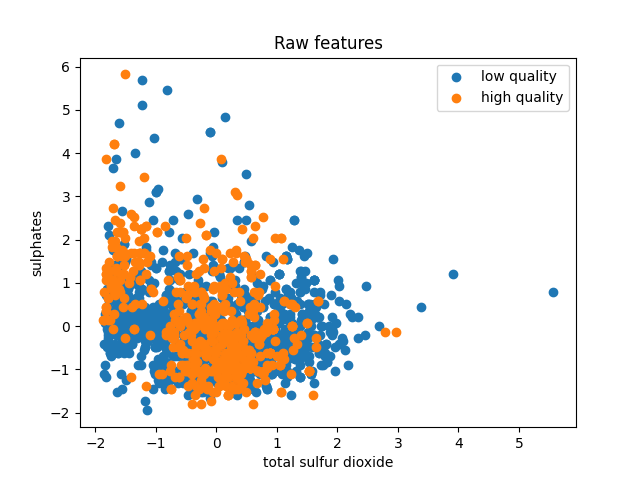 Raw features
low quality
high quality
6
5
4
3
2
1
0
−1
−2
sulphates
−2 −1 0 1 2 3 4 5
total sulfur dioxide